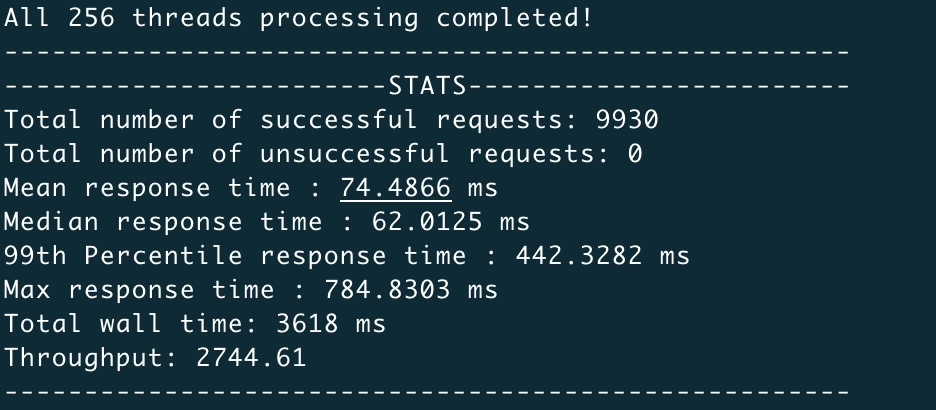 All 256 threads processing completed!
-----------------------------------------------------
------------------------STATS------------------------
Total number of successful requests: 9930
Total number of unsuccessful requests: 0
Mean response time : 74.4866 ms
Median response time : 62.0125 ms
99th Percentile response time : 442.3282 ms
Max response time : 784.8303 ms
Total wall time: 3618 ms
Throughput: 2744.61
-----------------------------------------------------